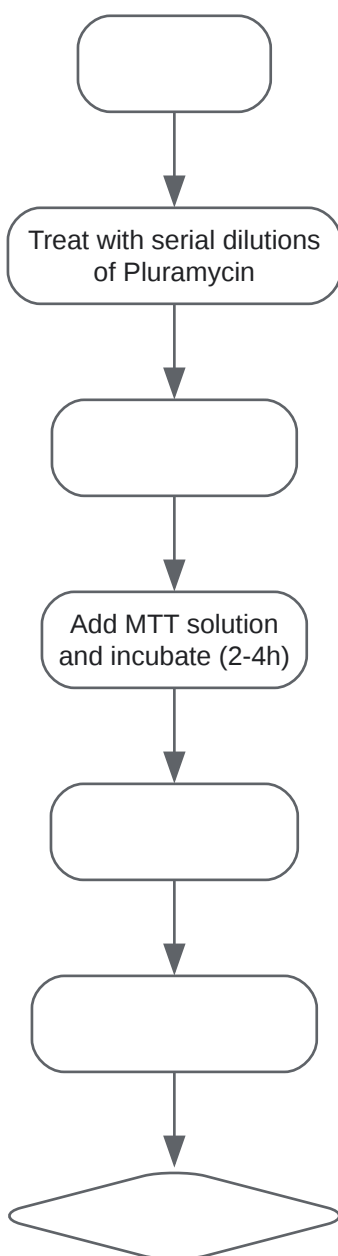 Treat with serial dilutions
of Pluramycin
Add MTT solution
and incubate (2-4h)